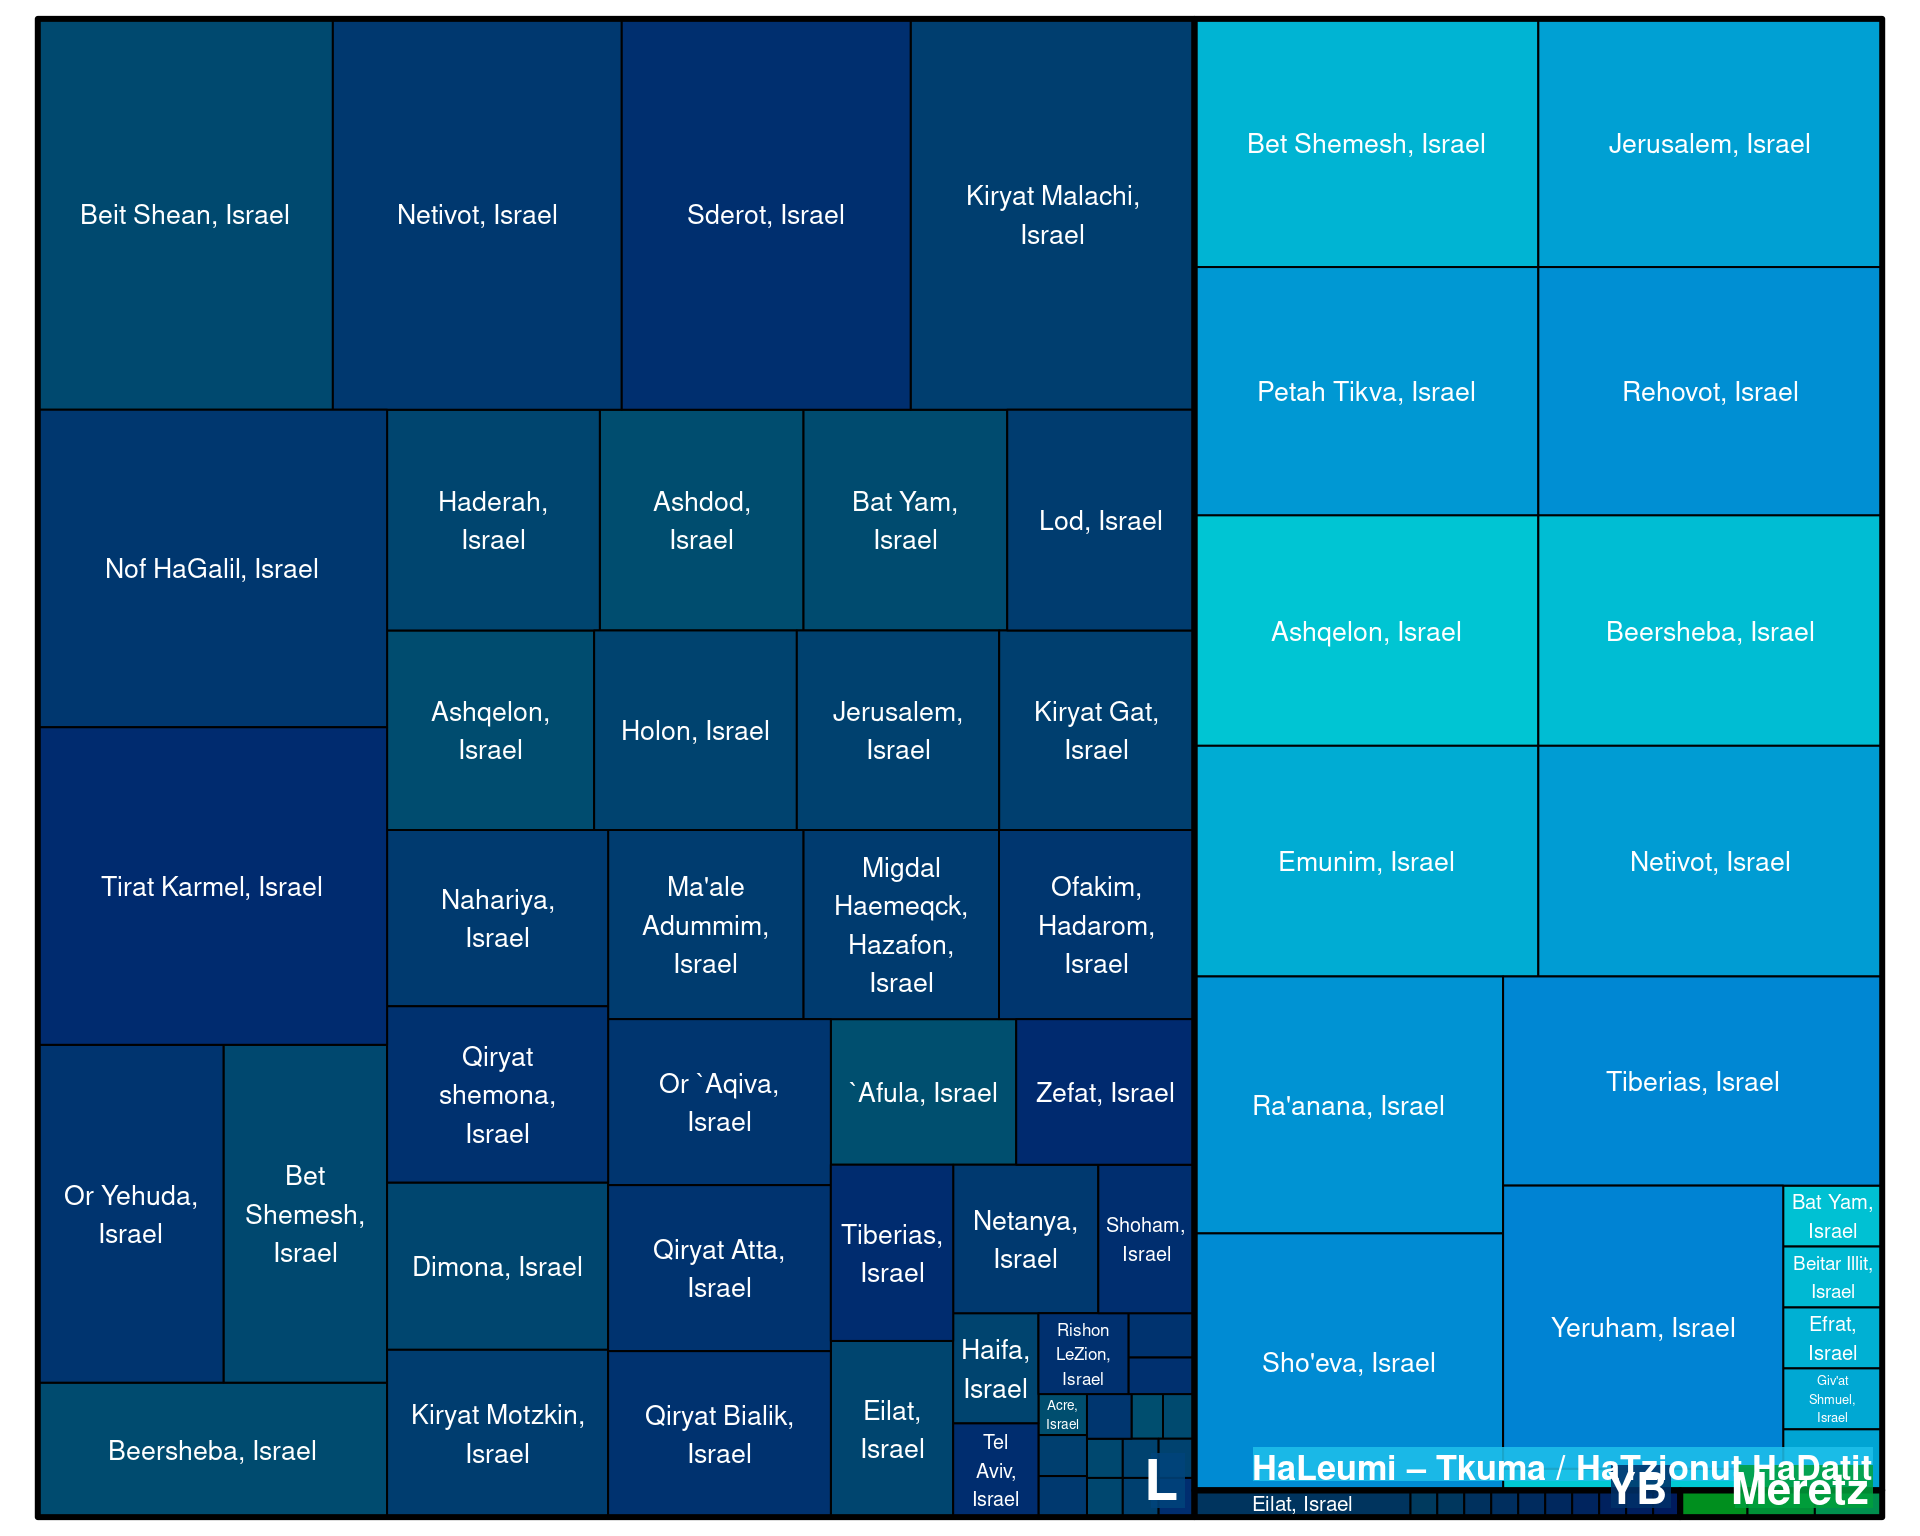 Beit Shean, Israel
Netivot, Israel
Sderot, Israel
Kiryat Malachi,
Israel
Nof HaGalil, Israel
Haderah,
Israel
Ashdod,
Israel
Bat Yam,
Israel
Lod, Israel
Ashqelon,
Israel
Holon, Israel
Jerusalem,
Israel
Kiryat Gat,
Israel
Tirat Karmel, Israel
Nahariya,
Israel
Ma'ale
Adummim,
Israel
Migdal
Haemeqck,
Hazafon,
Israel
Ofakim,
Hadarom,
Israel
Qiryat
shemona,
Israel
Or `Aqiva,
Israel
`Afula, Israel
Zefat, Israel
Or Yehuda,
Israel
Bet
Shemesh,
Israel
Dimona, Israel
Qiryat Atta,
Israel
Tiberias,
Israel
Netanya,
Israel
Shoham,
Israel
Beersheba, Israel
Kiryat Motzkin,
Israel
Qiryat Bialik,
Israel
Eilat,
Israel
Haifa,
Israel
Rishon
LeZion,
Israel
Acre,
Israel
Tel
Aviv,
Israel
L
Bet Shemesh, Israel
Jerusalem, Israel
Petah Tikva, Israel
Rehovot, Israel
Ashqelon, Israel
Beersheba, Israel
Emunim, Israel
Netivot, Israel
Ra'anana, Israel
Tiberias, Israel
Sho'eva, Israel
Yeruham, Israel
Bat Yam,
Israel
Beitar Illit,
Israel
Efrat,
Israel
Giv'at
Shmuel,
Israel
HaLeumi – Tkuma / HaTzionut HaDatit
Eilat, Israel
YB
Meretz